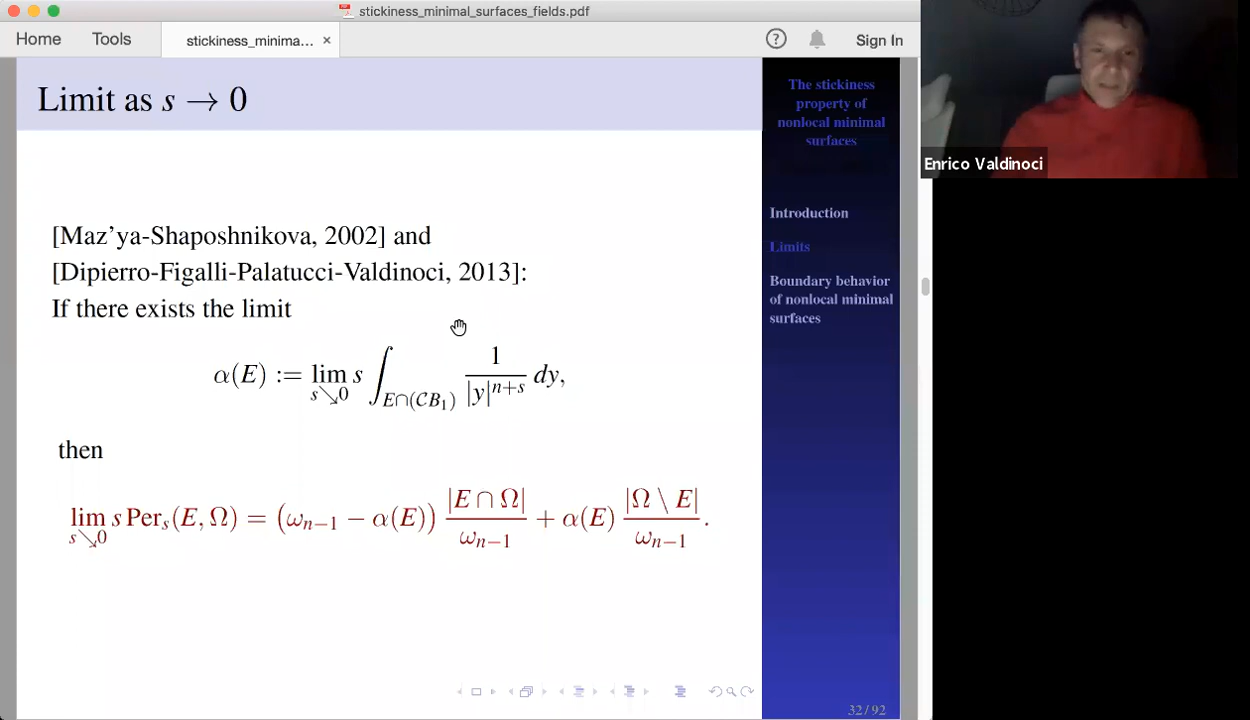 stickiness_minimal_surfaces_fields.pdf
Home Tools stickiness_minima... × ? Sign In
Limit as s → 0
[Maz'ya-Shaposhnikova, 2002] and
[Dipierro-Figalli-Palatucci-Valdinoci, 2013]:
If there exists the limit
α(E) := lim_{s↘0} s ∫_{E∩(𝒞B₁)} 1/|y|^{n+s} dy,
then
lim_{s↘0} s Per_s(E, Ω) = (ω_{n−1} − α(E)) |E ∩ Ω|/ω_{n−1} + α(E) |Ω \ E|/ω_{n−1}.
The stickiness
property of
nonlocal minimal
surfaces
Introduction
Limits
Boundary behavior
of nonlocal minimal
surfaces
32/92
Enrico Valdinoci